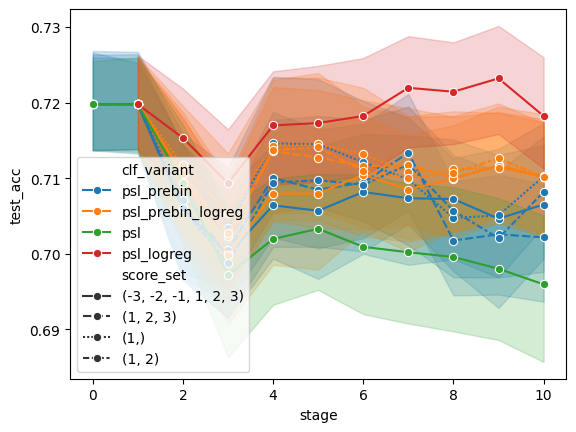 0.73
0.72
0.71
0.70
0.69
test_acc
clf_variant
psl_prebin
psl_prebin_logreg
psl
psl_logreg
score_set
(-3, -2, -1, 1, 2, 3)
(1, 2, 3)
(1,)
(1, 2)
0 2 4 6 8 10
stage